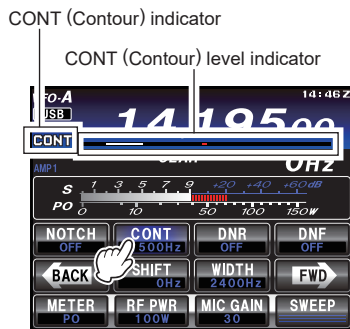 CONT (Contour) indicator
CONT (Contour) level indicator
VFO-A
14:46Z
USB
14,195,00
CONT
AMP1
0Hz
S 1 3 5 7 9 +20 +40 +60dB
PO 0 10 50 100 150W
NOTCH CONT DNR DNF
OFF 500Hz OFF OFF
BACK SHIFT WIDTH FWD
0Hz 2400Hz
METER RF PWR MIC GAIN SWEEP
PO 100W 30